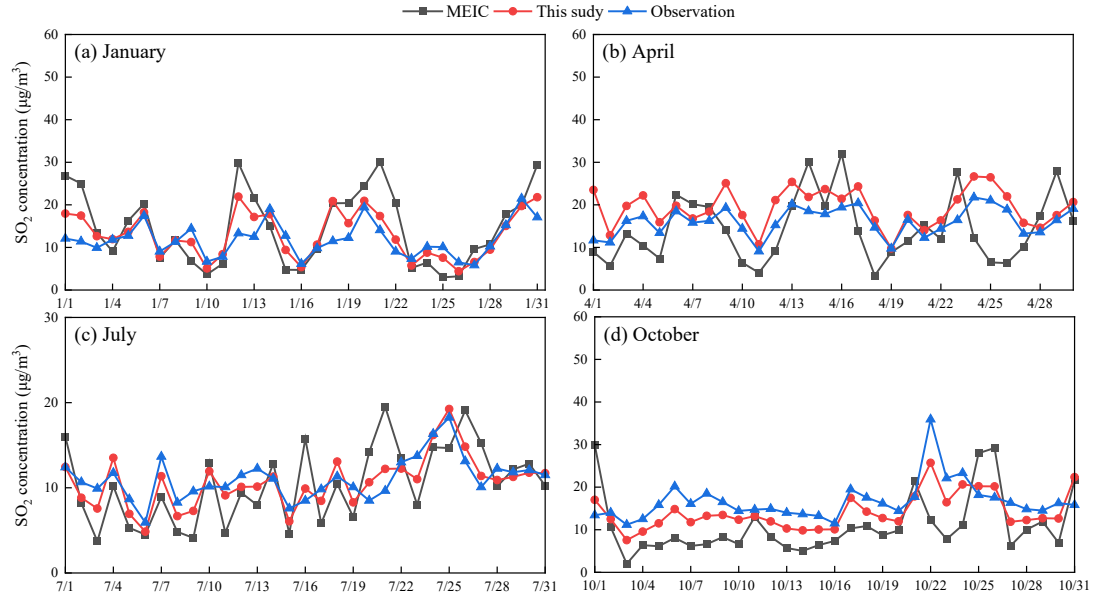 MEIC This sudy Observation
(a) January
SO2 concentration (μg/m3)
60
50
40
30
20
10
0
1/1 1/4 1/7 1/10 1/13 1/16 1/19 1/22 1/25 1/28 1/31
(b) April
60
50
40
30
20
10
0
4/1 4/4 4/7 4/10 4/13 4/16 4/19 4/22 4/25 4/28
(c) July
SO2 concentration (μg/m3)
30
20
10
0
7/1 7/4 7/7 7/10 7/13 7/16 7/19 7/22 7/25 7/28 7/31
(d) October
60
50
40
30
20
10
0
10/1 10/4 10/7 10/10 10/13 10/16 10/19 10/22 10/25 10/28 10/31